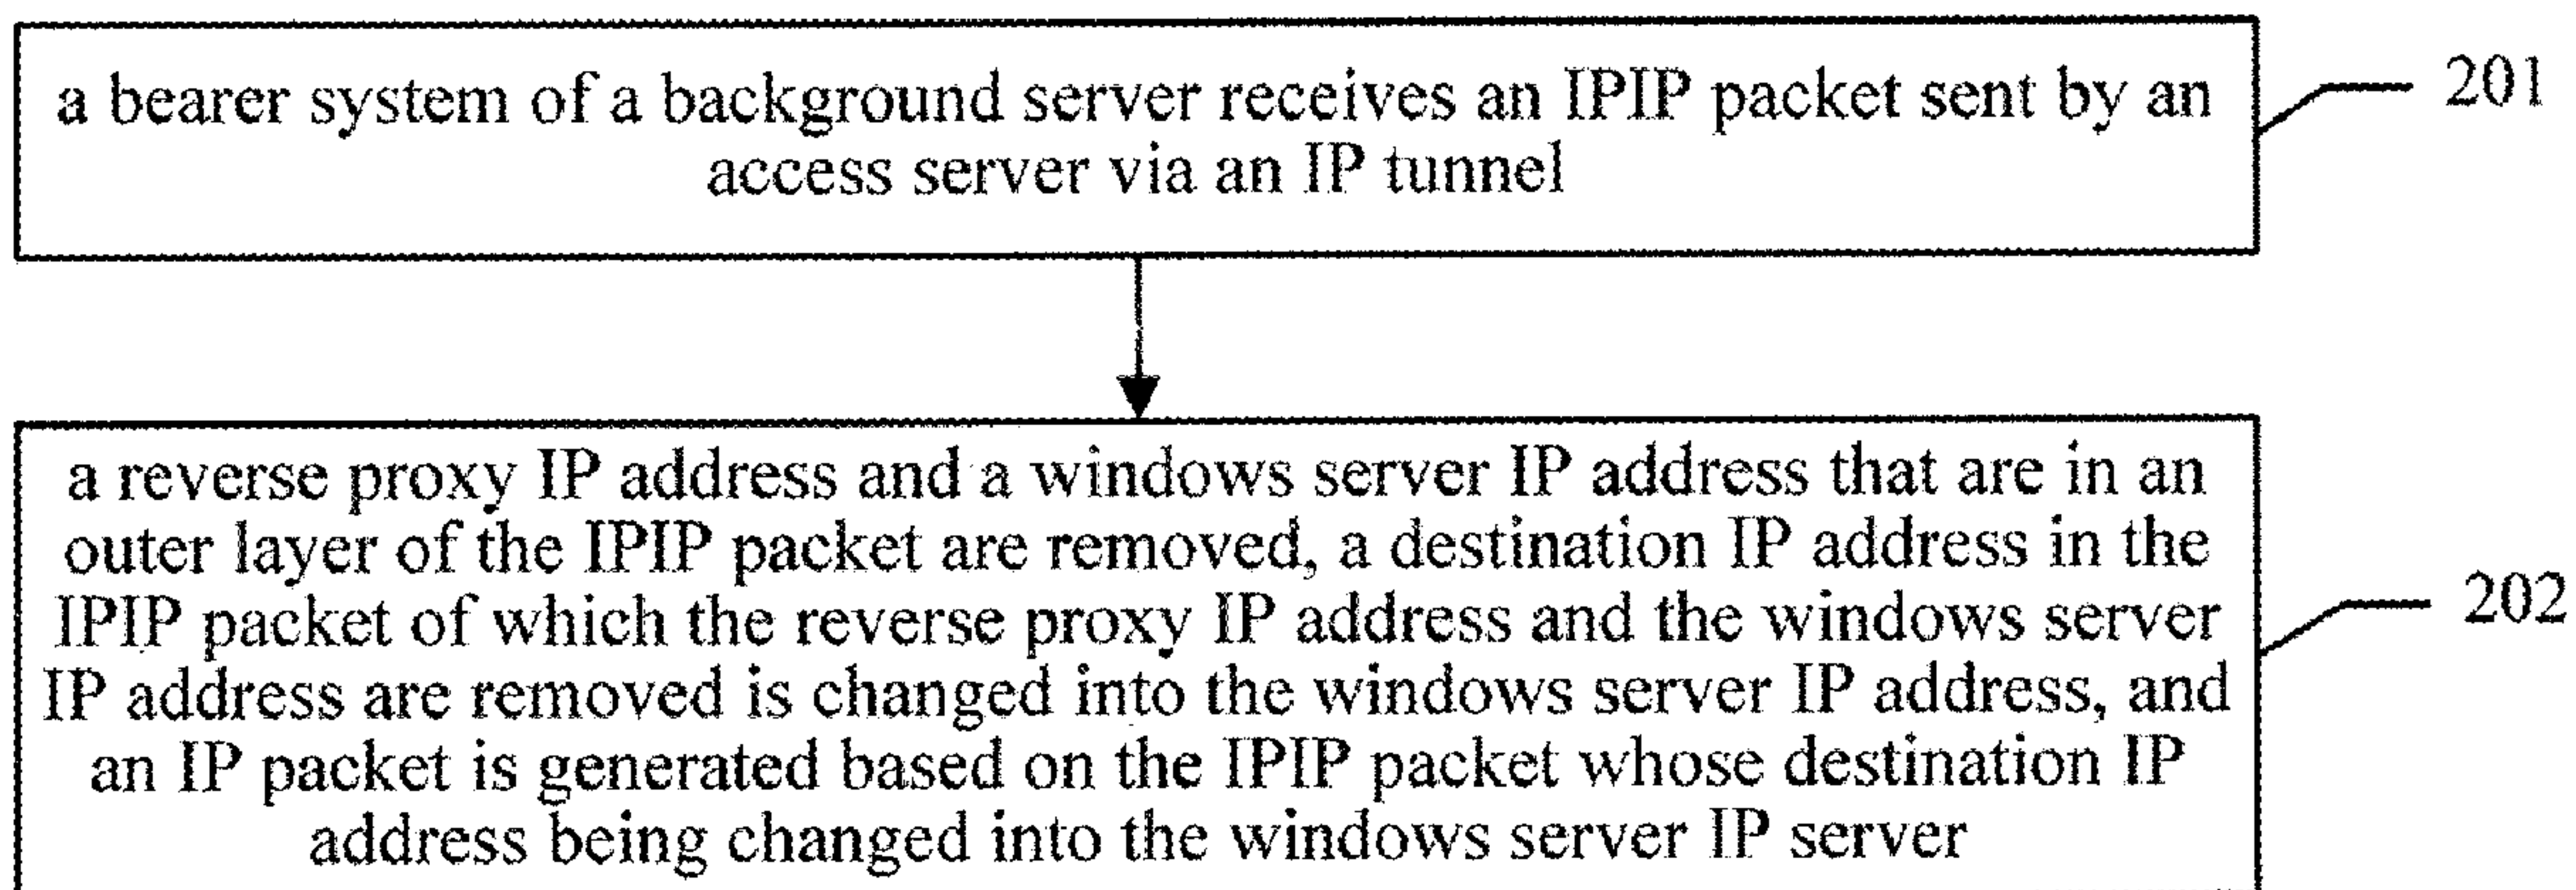 a bearer system of a background server receives an IPIP packet sent by an
access server via an IP tunnel
201
a reverse proxy IP address and a windows server IP address that are in an
outer layer of the IPIP packet are removed, a destination IP address in the
IPIP packet of which the reverse proxy IP address and the windows server
IP address are removed is changed into the windows server IP address, and
an IP packet is generated based on the IPIP packet whose destination IP
address being changed into the windows server IP server
202